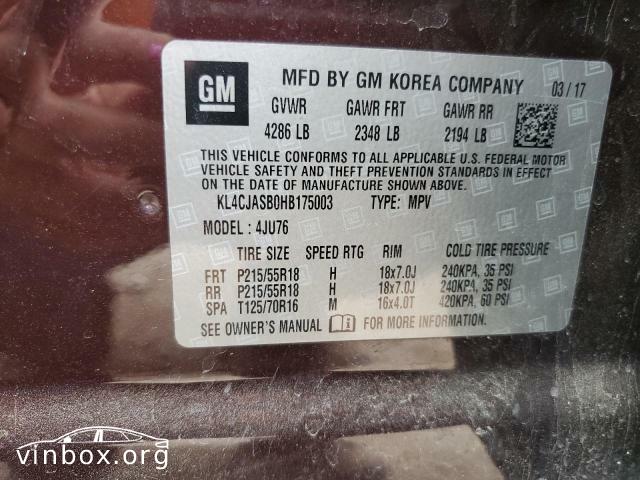 GM
MFD BY GM KOREA COMPANY 03 / 17
GVWR GAWR FRT GAWR RR
4286 LB 2348 LB 2194 LB
THIS VEHICLE CONFORMS TO ALL APPLICABLE U.S. FEDERAL MOTOR
VEHICLE SAFETY AND THEFT PREVENTION STANDARDS IN EFFECT ON
THE DATE OF MANUFACTURE SHOWN ABOVE.
KL4CJASB0HB175003 TYPE: MPV
MODEL : 4JU76
TIRE SIZE SPEED RTG RIM COLD TIRE PRESSURE
FRT P215/55R18 H 18x7.0J 240KPA, 35 PSI
RR P215/55R18 H 18x7.0J 240KPA, 35 PSI
SPA T125/70R16 M 16x4.0T 420KPA, 60 PSI
SEE OWNER'S MANUAL FOR MORE INFORMATION.
vinbox.org